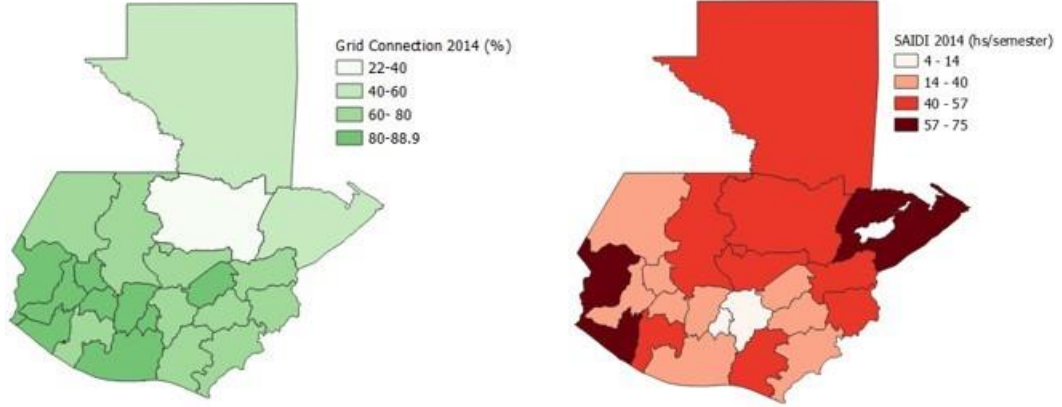 Grid Connection 2014 (%)
22-40
40-60
60- 80
80-88.9
SAIDI 2014 (hs/semester)
4 - 14
14 - 40
40 - 57
57 - 75